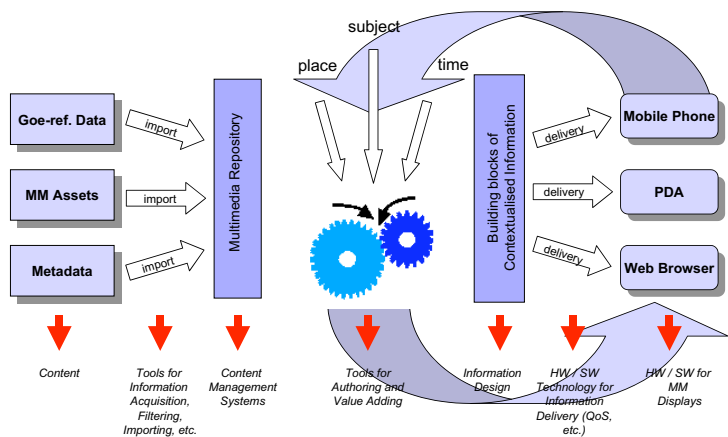 subject
place
time
Goe-ref. Data
import
Mobile Phone
delivery
MM Assets
import
Multimedia Repository
Building blocks of
Contextualised Information
delivery
PDA
Metadata
import
delivery
Web Browser
Content
Tools for
Information
Acquisition,
Filtering,
Importing, etc.
Content
Management
Systems
Tools for
Authoring and
Value Adding
Information
Design
HW / SW
Technology for
Information
Delivery (QoS,
etc.)
HW / SW for
MM
Displays